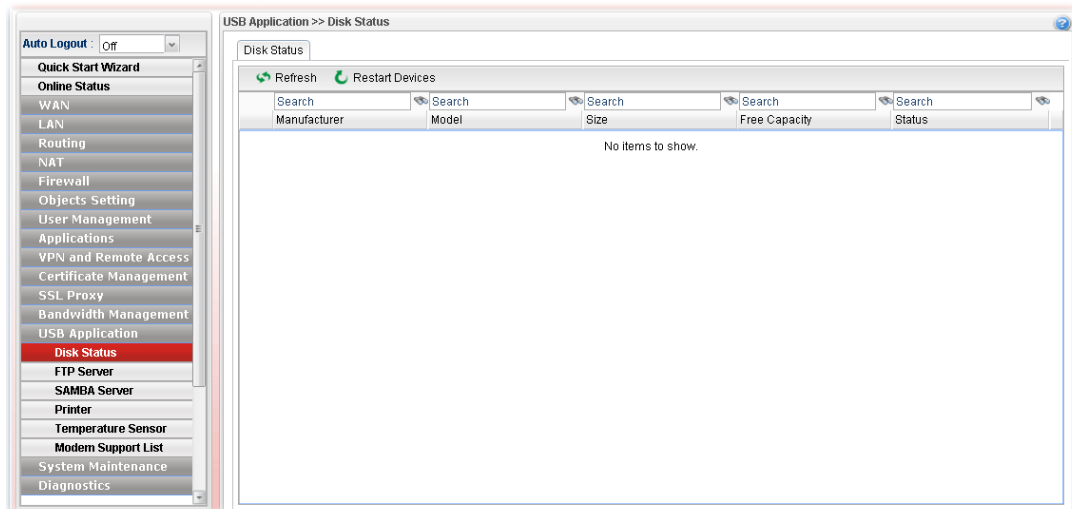 USB Application >> Disk Status
Auto Logout : Off
Quick Start Wizard
Online Status
WAN
LAN
Routing
NAT
Firewall
Objects Setting
User Management
Applications
VPN and Remote Access
Certificate Management
SSL Proxy
Bandwidth Management
USB Application
Disk Status
FTP Server
SAMBA Server
Printer
Temperature Sensor
Modem Support List
System Maintenance
Diagnostics
Disk Status
Refresh Restart Devices
Search Search Search Search Search
Manufacturer Model Size Free Capacity Status
No items to show.